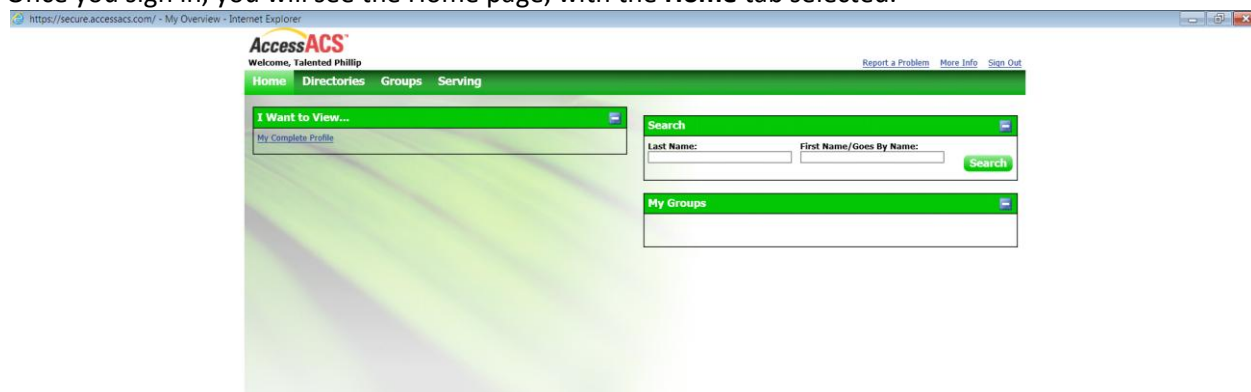 Once you sign in, you will see the Home page, with the Home tab selected.
https://secure.accessacs.com/ - My Overview - Internet Explorer
AccessACS
Welcome, Talented Phillip
Report a Problem More Info Sign Out
Home Directories Groups Serving
I Want to View...
My Complete Profile
Search
Last Name: First Name/Goes By Name:
Search
My Groups